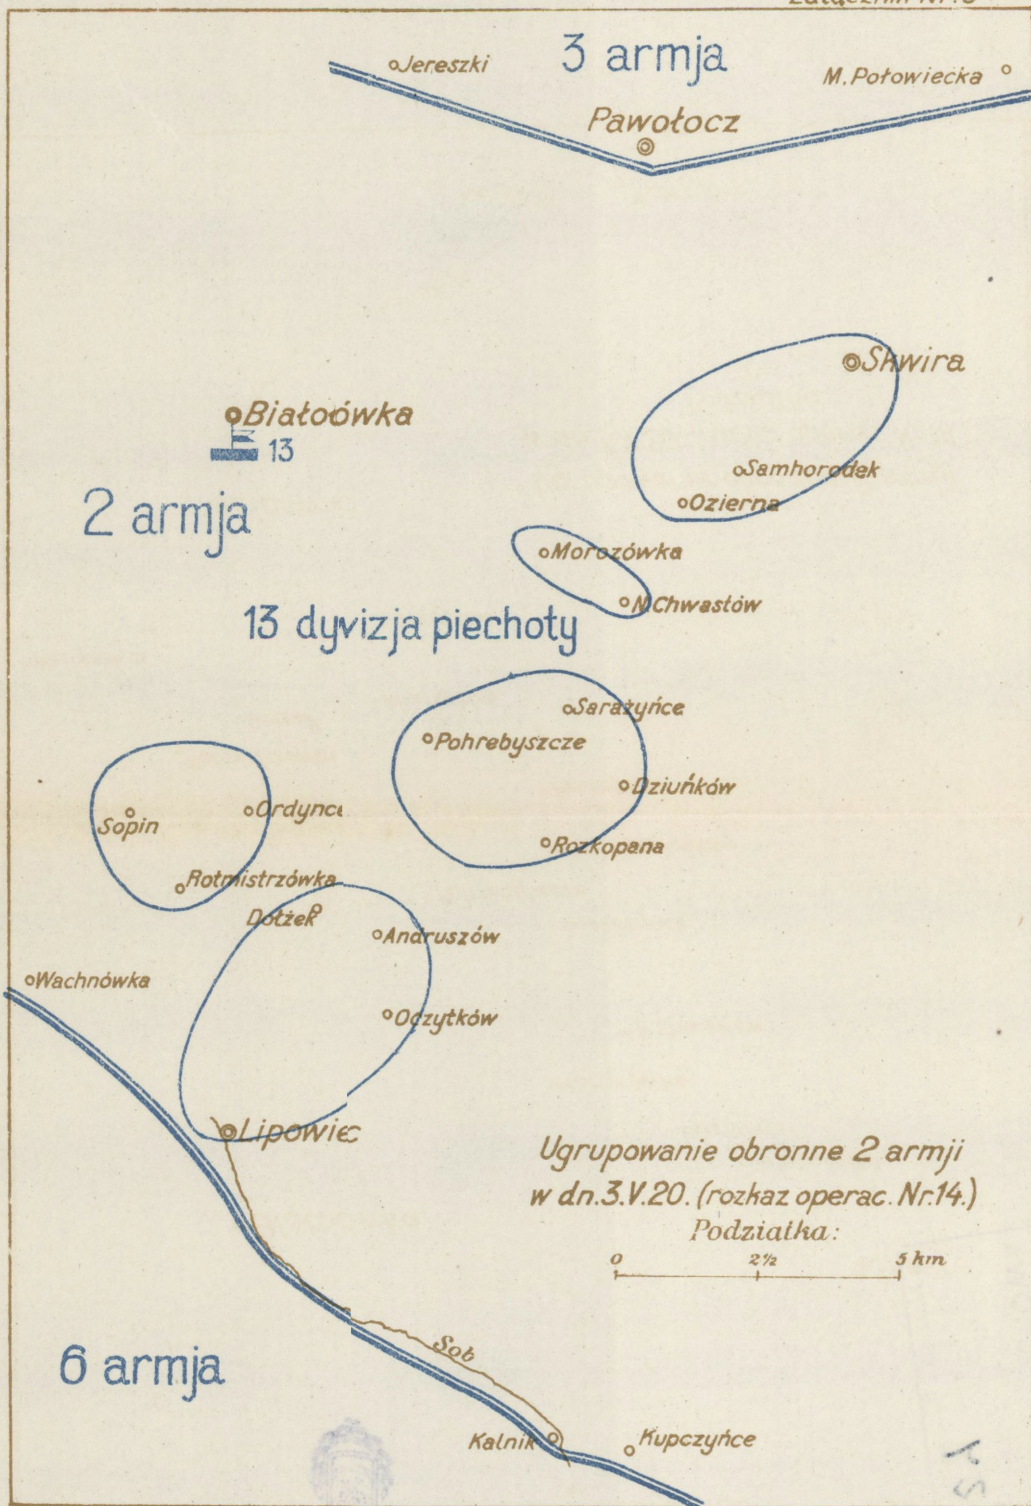 Jereszki
3 armja
M. Połowiecka
Pawołocz
Skwira
Białoówka
13
Samhorodek
2 armja
Ozierna
Morozówka
N.Chwastów
13 dyvizja piechoty
Sarażyńce
Pohrebyszcze
Dziuńków
Ordynce
Sopin
Rozkopana
Rotmistrzówka
Dołżek
Andruszów
Wachnówka
Oczytków
Lipowiec
Ugrupowanie obronne 2 armji
w dn.3.V.20. (rozkaz operac. Nr.14.)
Podziałka:
0 2½ 5 km
Sob
6 armja
Kalnik
Kupczyńce